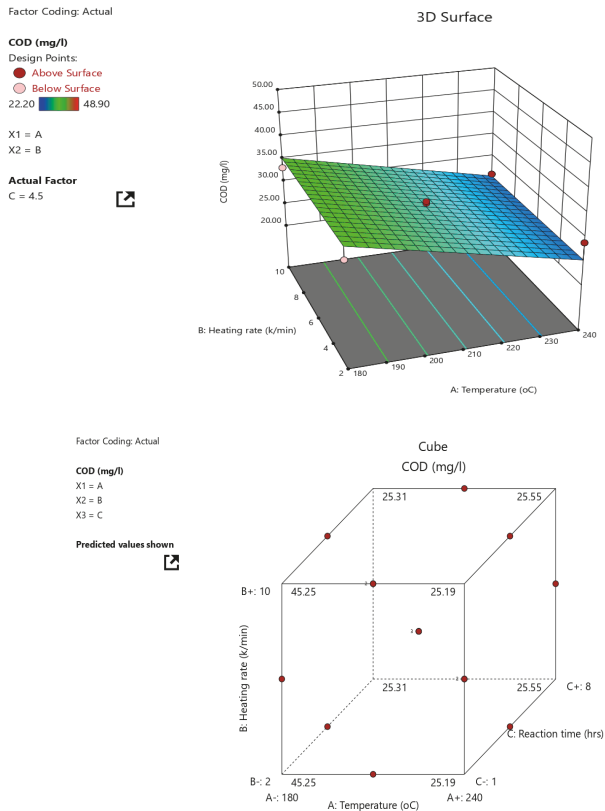 Factor Coding: Actual
3D Surface
COD (mg/l)
Design Points:
Above Surface
Below Surface
22.20 48.90
X1 = A
X2 = B
Actual Factor
C = 4.5
COD (mg/l)
50.00
45.00
40.00
35.00
30.00
25.00
20.00
10
8
6
4
2
B: Heating rate (k/min)
180
190
200
210
220
230
240
A: Temperature (oC)
Factor Coding: Actual
Cube
COD (mg/l)
COD (mg/l)
X1 = A
X2 = B
X3 = C
Predicted values shown
25.31 25.55
B+: 10 45.25 25.19
2
2
2
B: Heating rate (k/min)
25.31 25.55 C+: 8
C: Reaction time (hrs)
B-: 2 45.25 25.19 C-: 1
A-: 180 A+: 240
A: Temperature (oC)